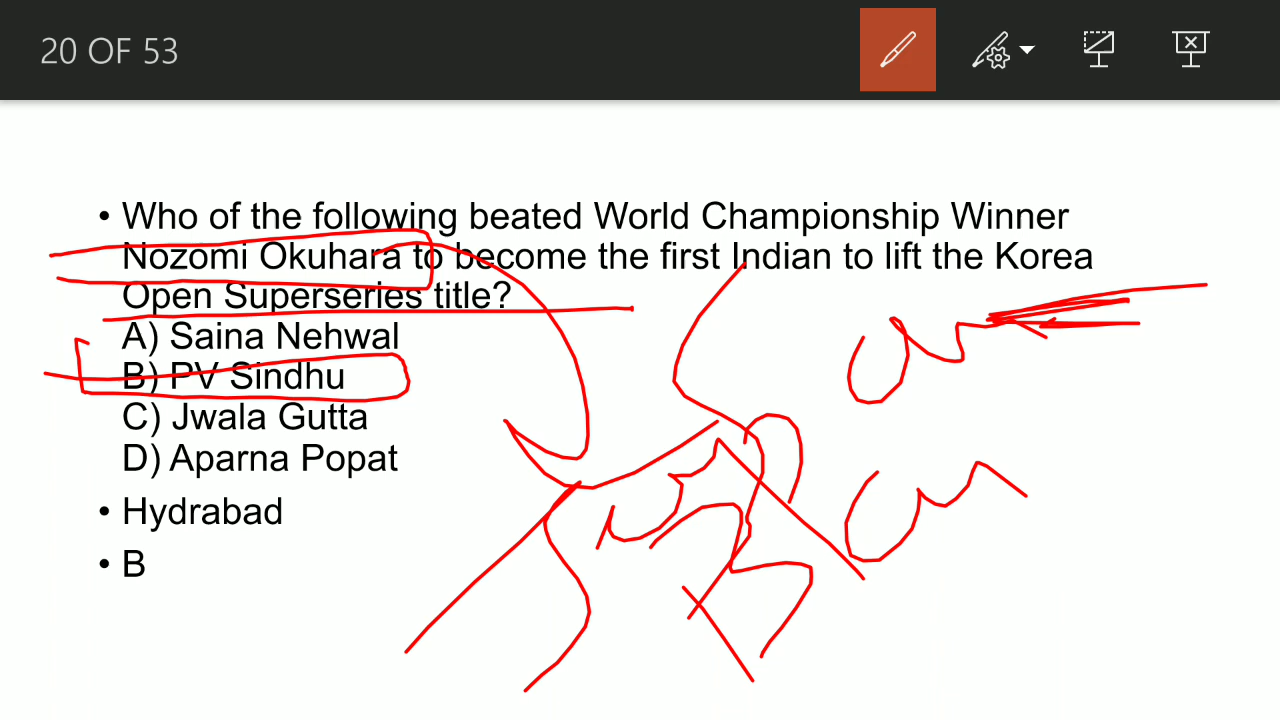 20 OF 53
• Who of the following beated World Championship Winner
Nozomi Okuhara to become the first Indian to lift the Korea
Open Superseries title?
A) Saina Nehwal
B) PV Sindhu
C) Jwala Gutta
D) Aparna Popat
• Hydrabad
• B